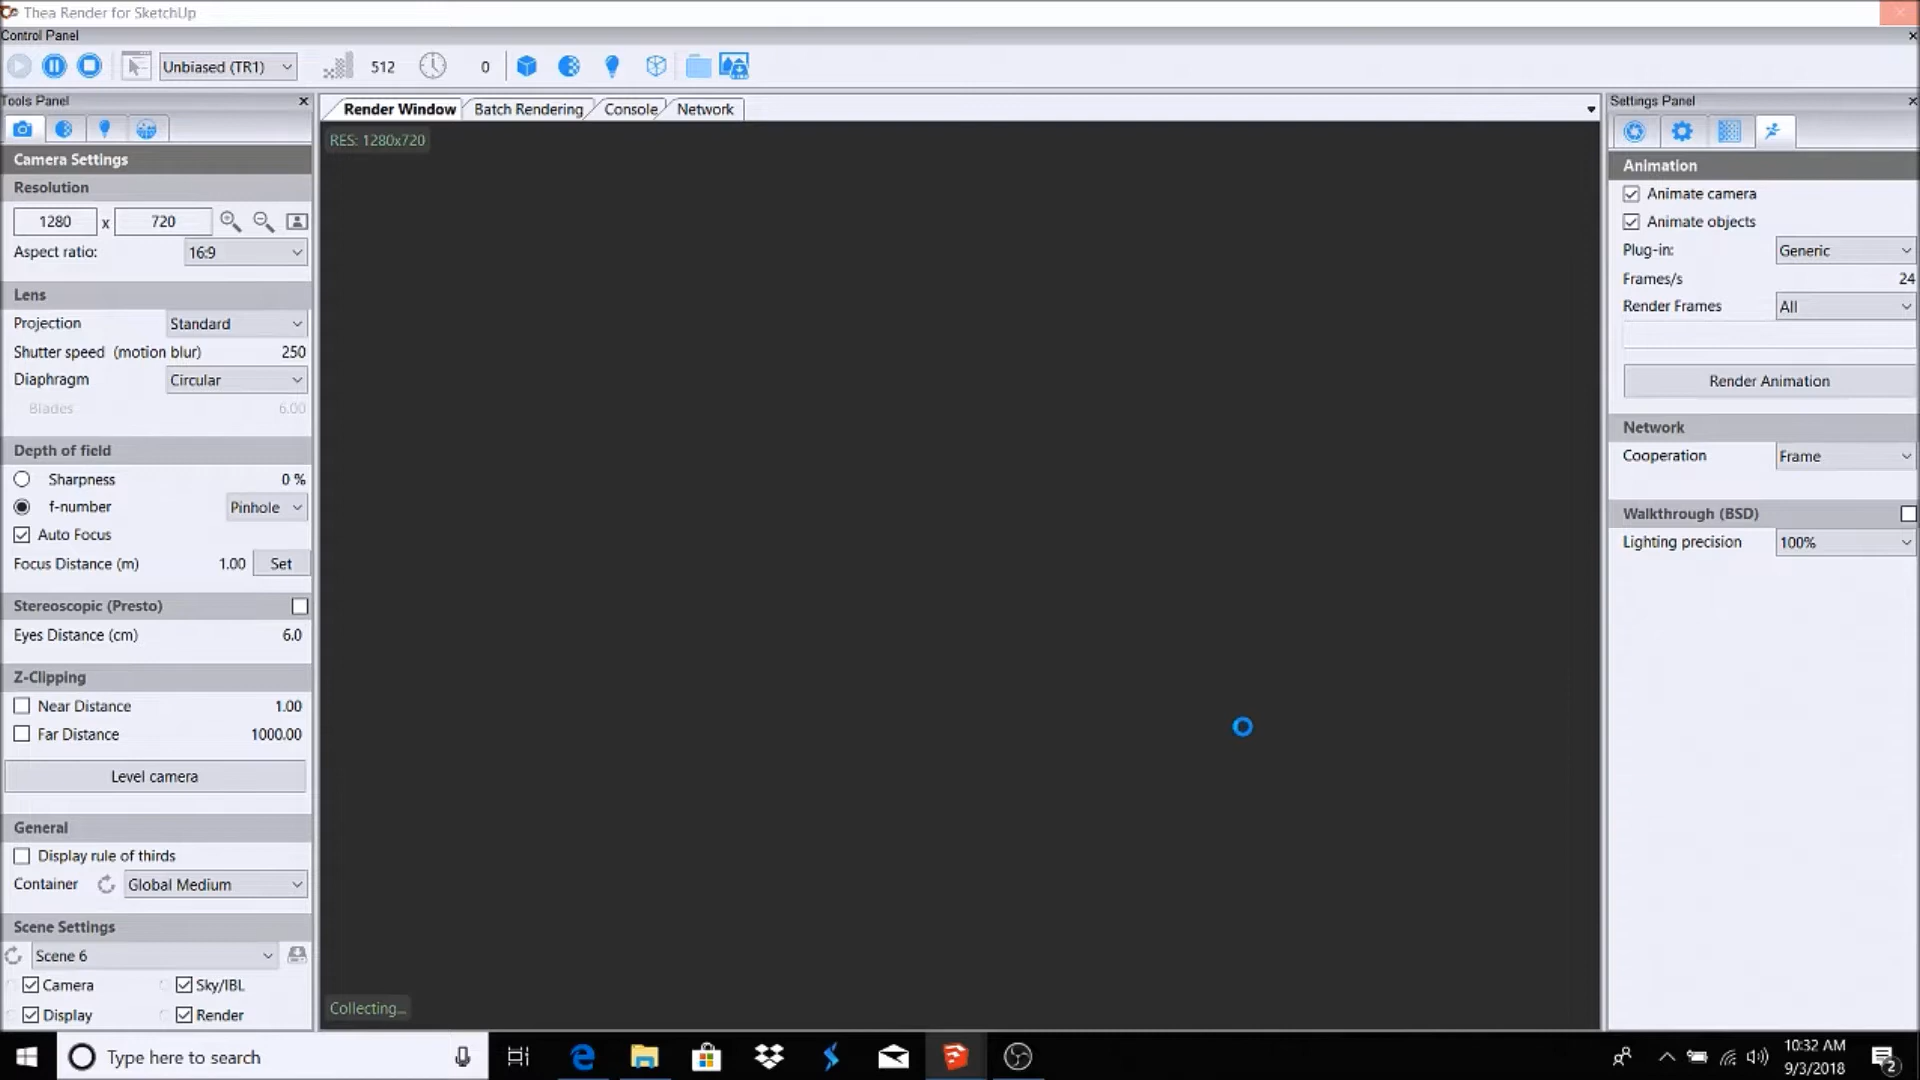 Thea Render for SketchUp
Control Panel
Unbiased (TR1)
512
0
Tools Panel
Camera Settings
Resolution
1280 x 720
Aspect ratio: 16:9
Lens
Projection Standard
Shutter speed (motion blur) 250
Diaphragm Circular
Blades 6.00
Depth of field
Sharpness 0 %
f-number Pinhole
Auto Focus
Focus Distance (m) 1.00 Set
Stereoscopic (Presto)
Eyes Distance (cm) 6.0
Z-Clipping
Near Distance 1.00
Far Distance 1000.00
Level camera
General
Display rule of thirds
Container Global Medium
Scene Settings
Scene 6
Camera Sky/IBL
Display Render
Render Window Batch Rendering Console Network
RES: 1280x720
Collecting...
Settings Panel
Animation
Animate camera
Animate objects
Plug-in: Generic
Frames/s 24
Render Frames All
Render Animation
Network
Cooperation Frame
Walkthrough (BSD)
Lighting precision 100%
Type here to search
10:32 AM
9/3/2018
2